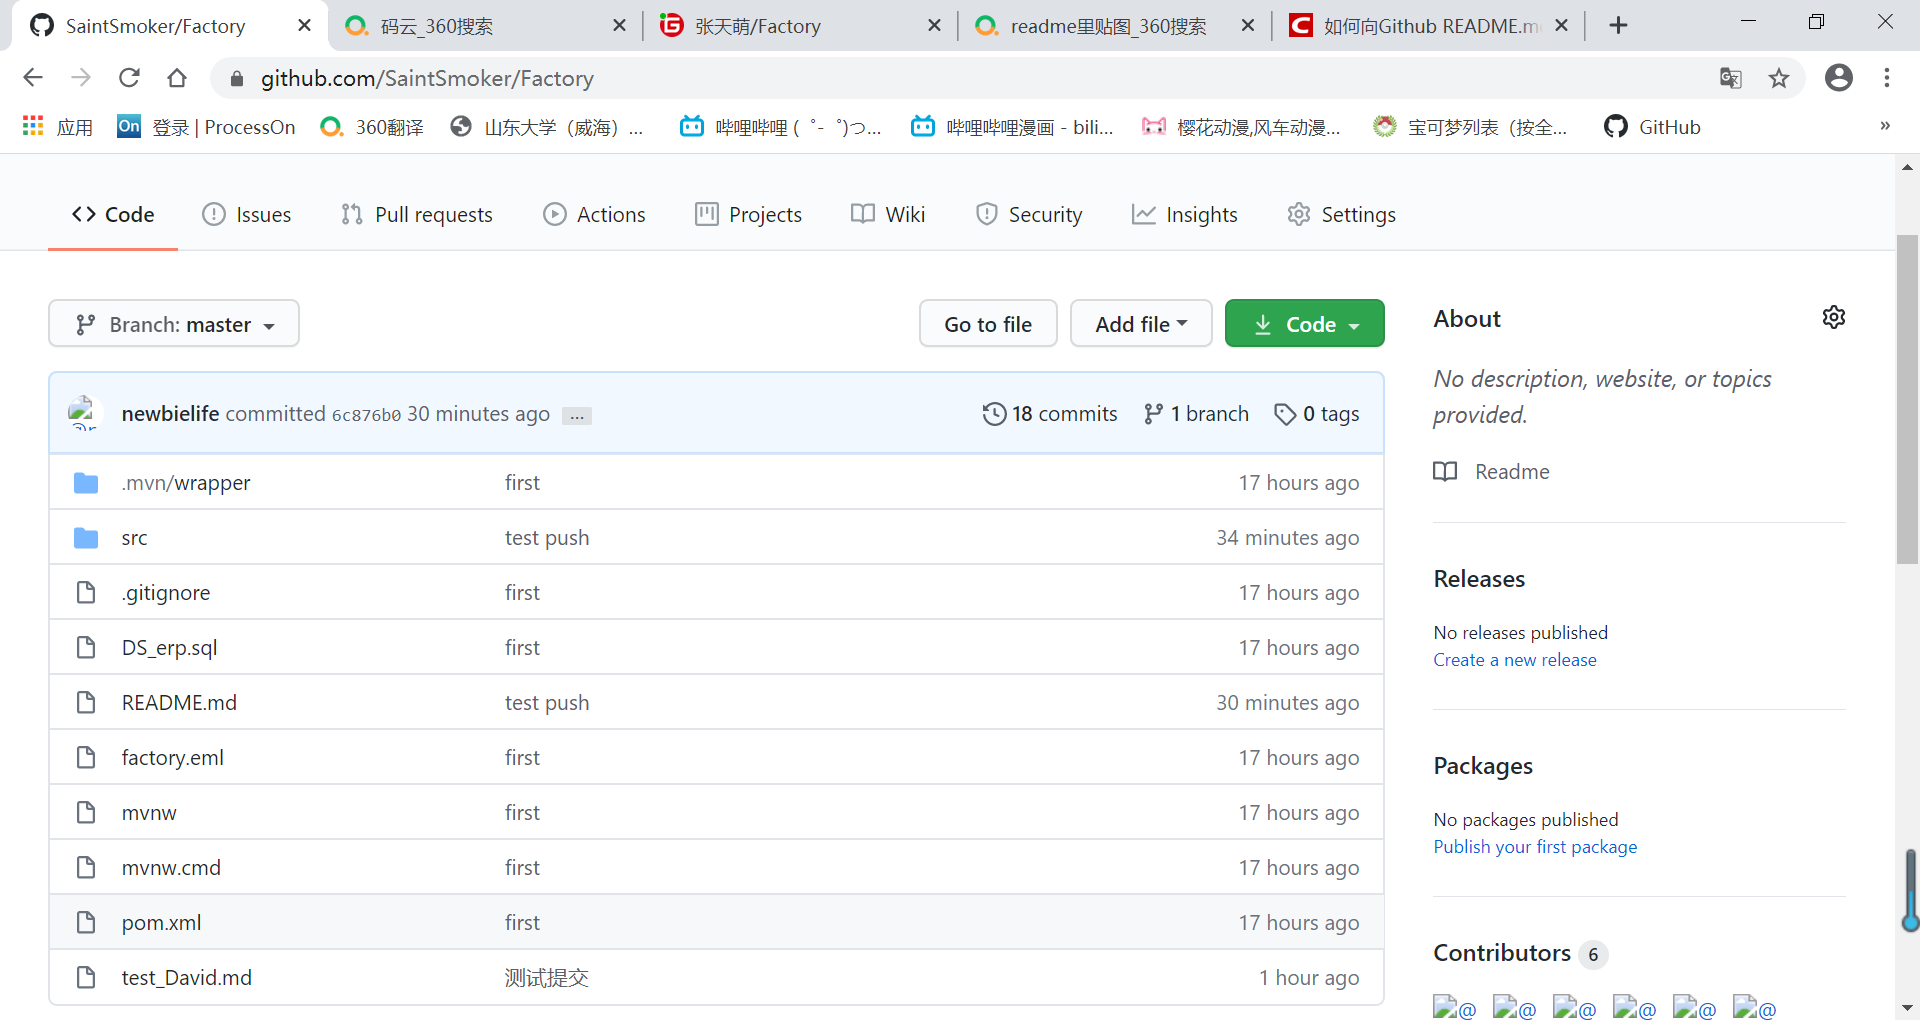 SaintSmoker/Factory
码云_360搜索
张天萌/Factory
readme里贴图_360搜索
如何向Github README.m
github.com/SaintSmoker/Factory
应用
On 登录 | ProcessOn
360翻译
山东大学（威海）...
哔哩哔哩 ( ゜- ゜)つ...
哔哩哔哩漫画 - bili...
樱花动漫,风车动漫...
宝可梦列表（按全...
GitHub
»
Code
Issues
Pull requests
Actions
Projects
Wiki
Security
Insights
Settings
Branch: master
Go to file
Add file
Code
newbielife committed 6c876b0 30 minutes ago ...
18 commits
1 branch
0 tags
.mvn/wrapper first 17 hours ago
src test push 34 minutes ago
.gitignore first 17 hours ago
DS_erp.sql first 17 hours ago
README.md test push 30 minutes ago
factory.eml first 17 hours ago
mvnw first 17 hours ago
mvnw.cmd first 17 hours ago
pom.xml first 17 hours ago
test_David.md 测试提交 1 hour ago
About
No description, website, or topics
provided.
Readme
Releases
No releases published
Create a new release
Packages
No packages published
Publish your first package
Contributors 6
@ @ @ @ @ @